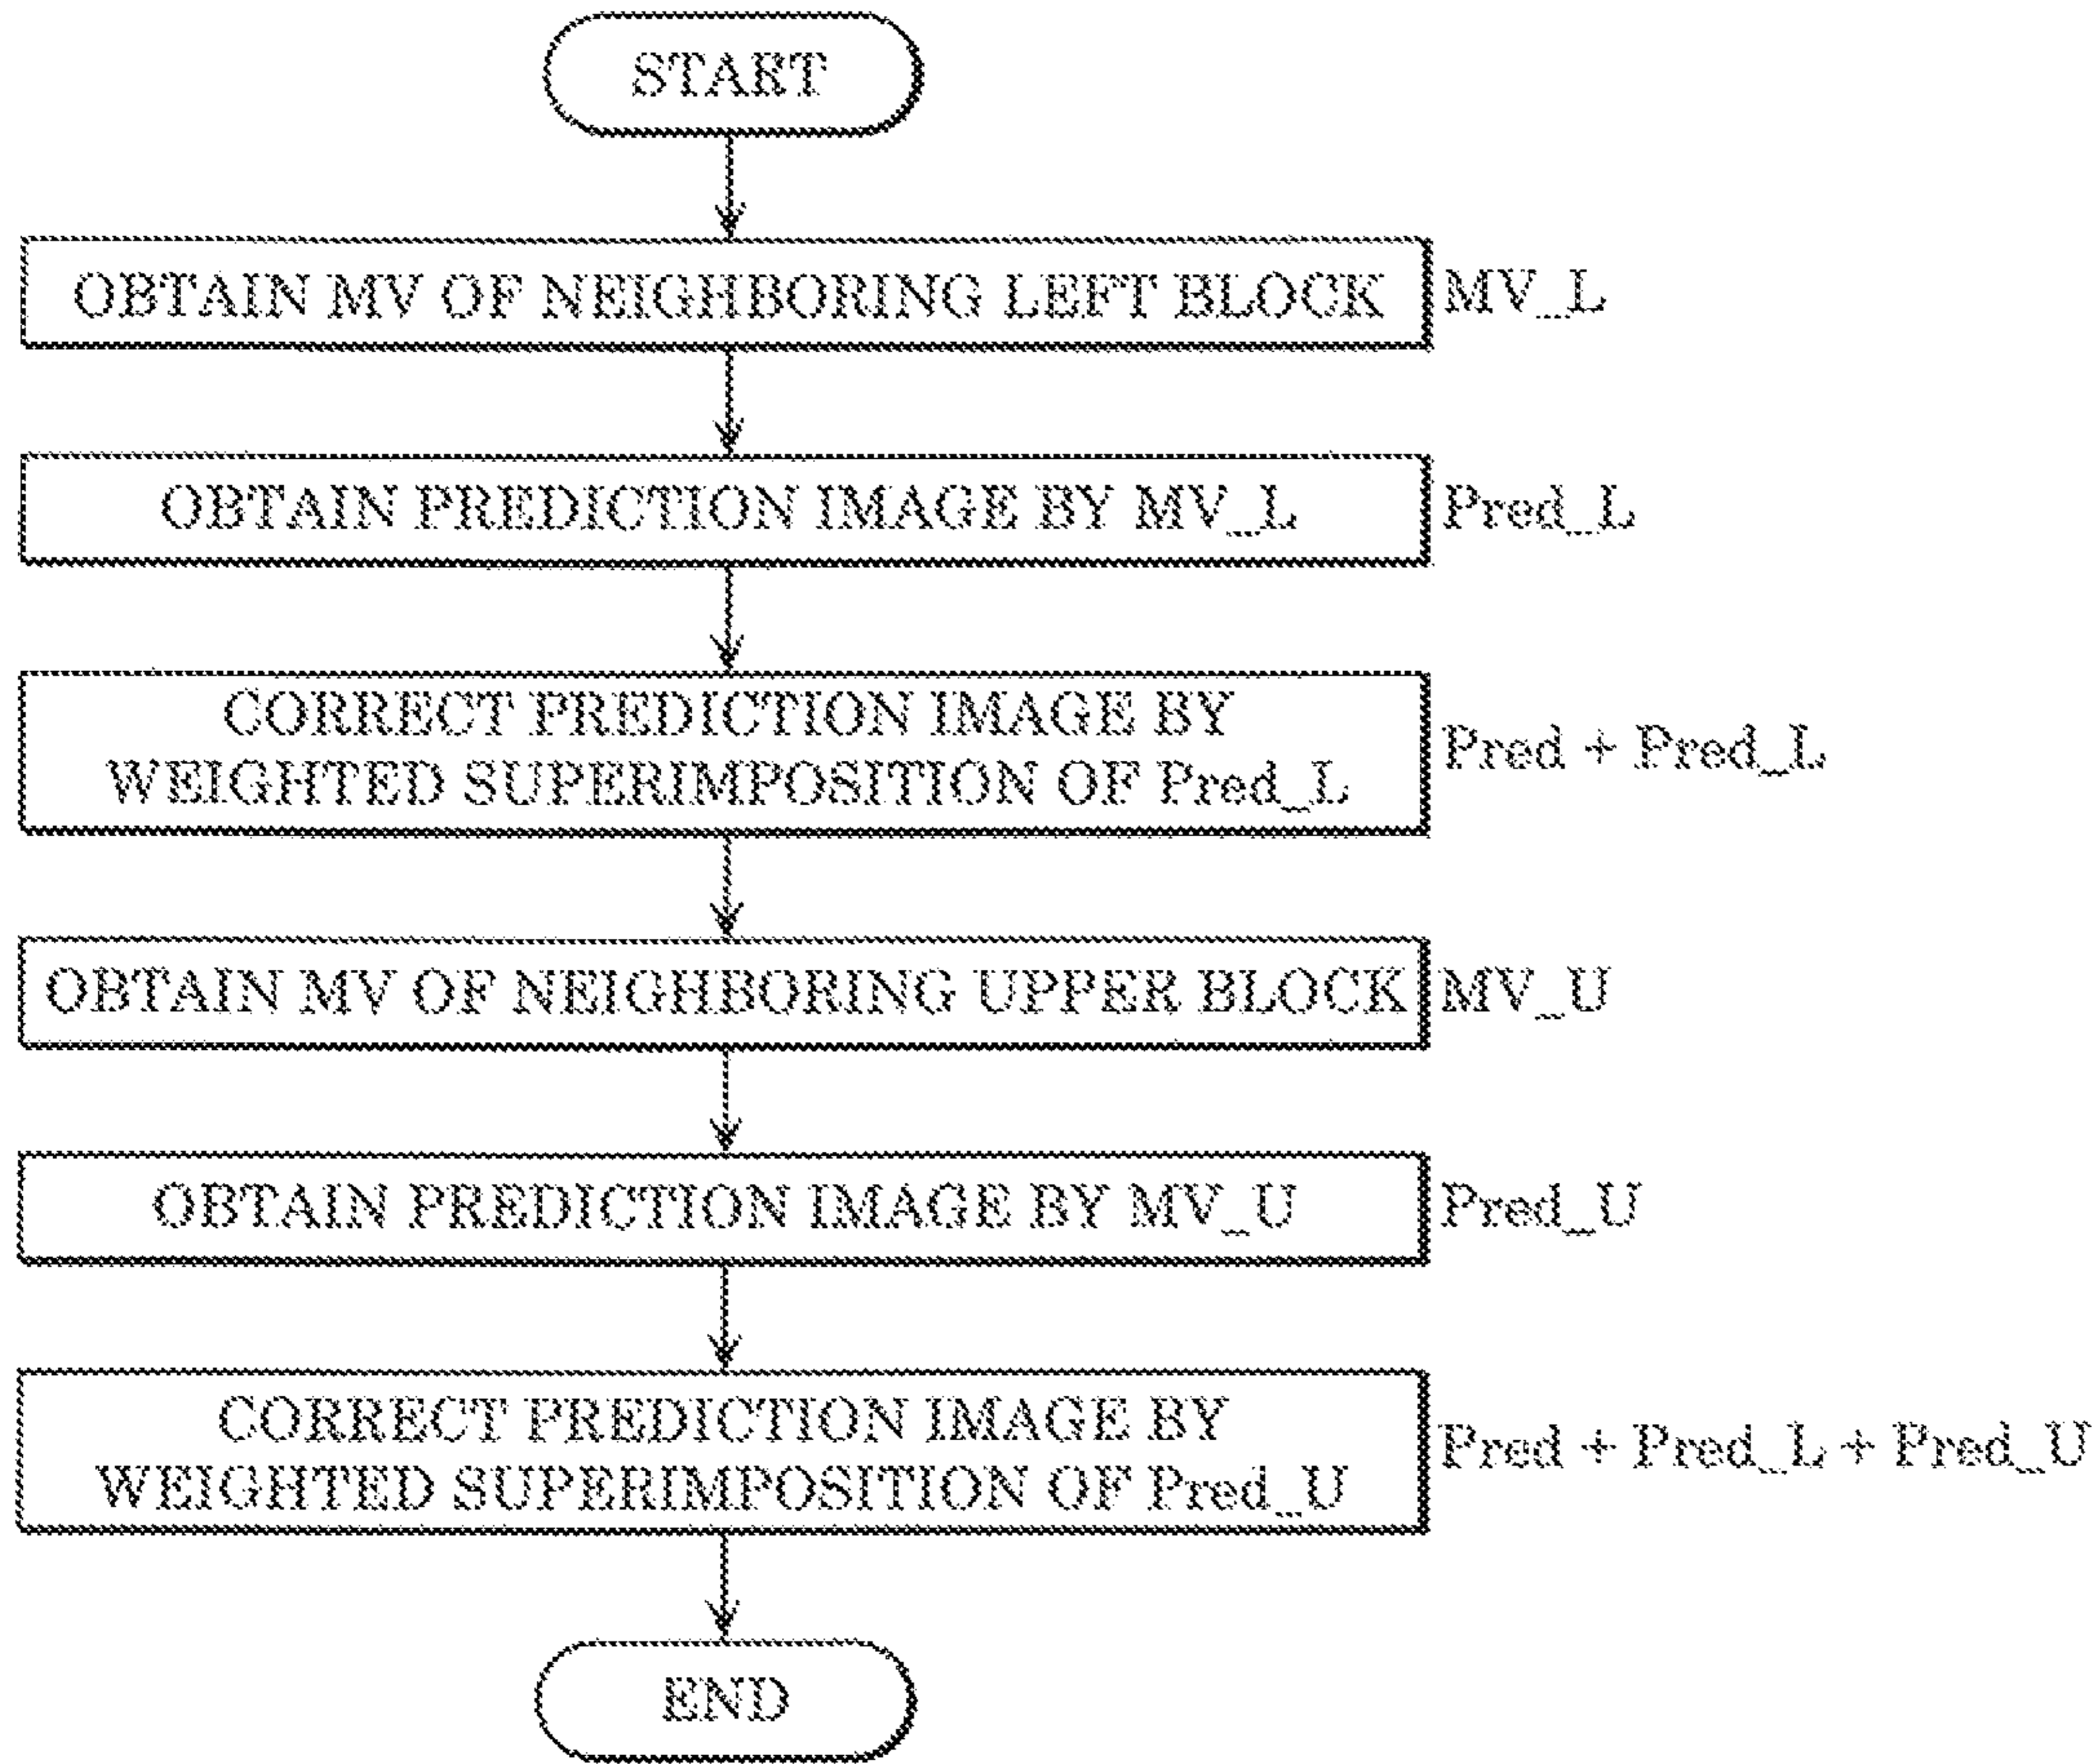 START
OBTAIN MV OF NEIGHBORING LEFT BLOCK MV_L
OBTAIN PREDICTION IMAGE BY MV_L Pred_L
CORRECT PREDICTION IMAGE BY
WEIGHTED SUPERIMPOSITION OF Pred_L
Pred + Pred_L
OBTAIN MV OF NEIGHBORING UPPER BLOCK MV_U
OBTAIN PREDICTION IMAGE BY MV_U Pred_U
CORRECT PREDICTION IMAGE BY
WEIGHTED SUPERIMPOSITION OF Pred_U
Pred + Pred_L + Pred_U
END